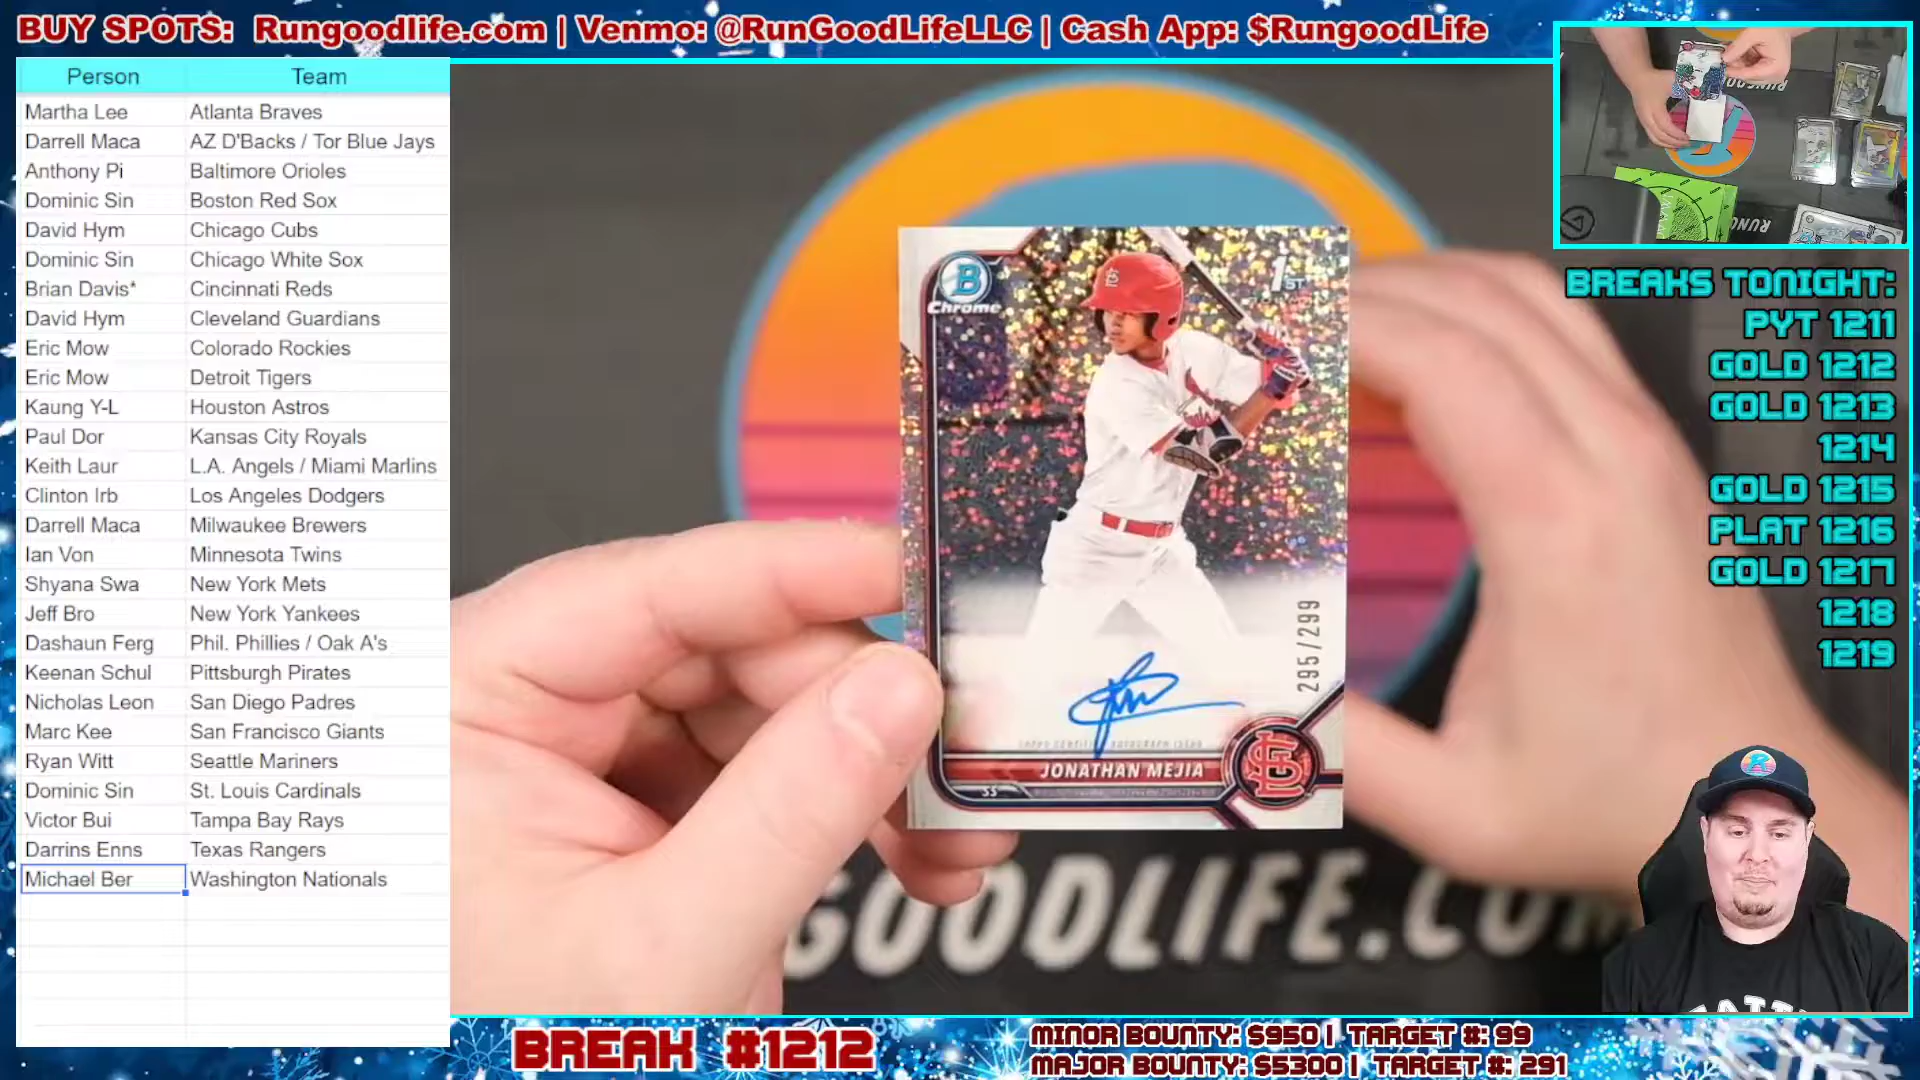 BUY SPOTS: Rungoodlife.com | Venmo: @RunGoodLifeLLC | Cash App: $RungoodLife
Person Team
Martha Lee Atlanta Braves
Darrell Maca AZ D'Backs / Tor Blue Jays
Anthony Pi Baltimore Orioles
Dominic Sin Boston Red Sox
David Hym Chicago Cubs
Dominic Sin Chicago White Sox
Brian Davis* Cincinnati Reds
David Hym Cleveland Guardians
Eric Mow Colorado Rockies
Eric Mow Detroit Tigers
Kaung Y-L Houston Astros
Paul Dor Kansas City Royals
Keith Laur L.A. Angels / Miami Marlins
Clinton Irb Los Angeles Dodgers
Darrell Maca Milwaukee Brewers
Ian Von Minnesota Twins
Shyana Swa New York Mets
Jeff Bro New York Yankees
Dashaun Ferg Phil. Phillies / Oak A's
Keenan Schul Pittsburgh Pirates
Nicholas Leon San Diego Padres
Marc Kee San Francisco Giants
Ryan Witt Seattle Mariners
Dominic Sin St. Louis Cardinals
Victor Bui Tampa Bay Rays
Darrins Enns Texas Rangers
Michael Ber Washington Nationals
B
Chrome
1ST
295/299
JONATHAN MEJIA
SS
GOODLIFE.COM
BREAKS TONIGHT:
PYT 1211
GOLD 1212
GOLD 1213
1214
GOLD 1215
PLAT 1216
GOLD 1217
1218
1219
BREAK #1212
MINOR BOUNTY: $950 | TARGET #: 99
MAJOR BOUNTY: $5300 | TARGET #: 291